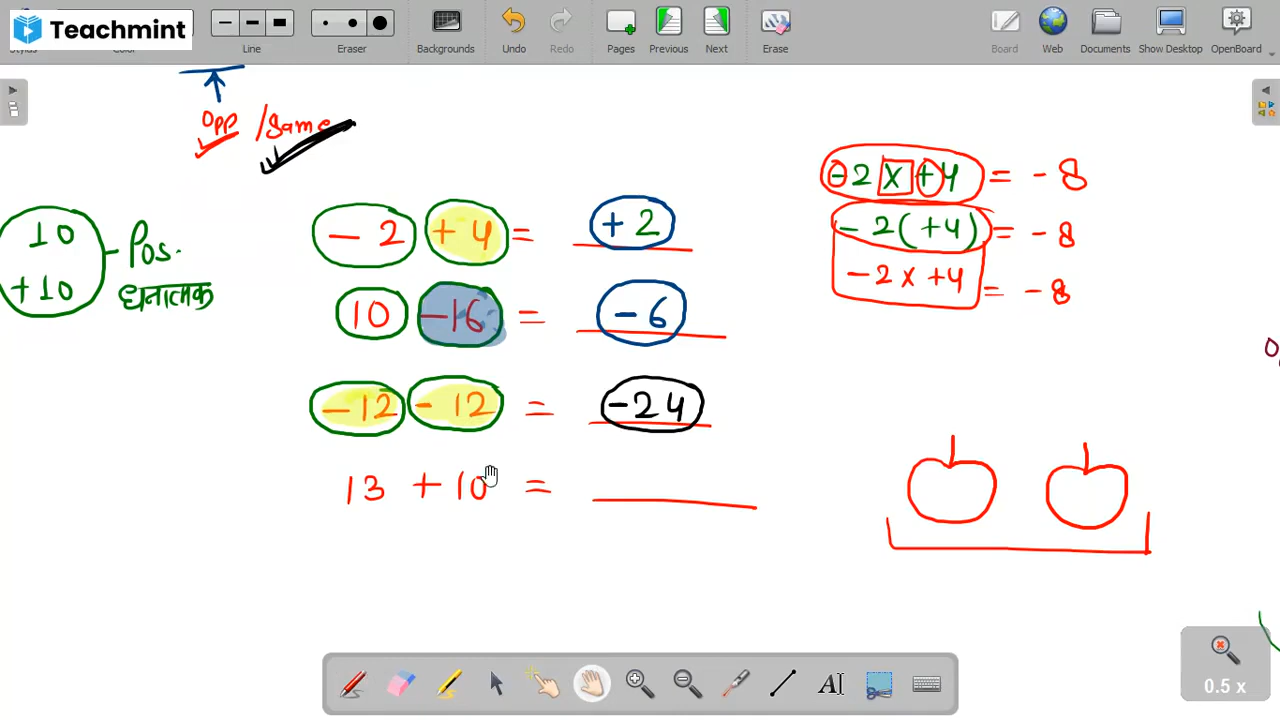 Teachmint
Line
Eraser
Backgrounds
Undo
Redo
Pages
Previous
Next
Erase
Board
Web
Documents
Show Desktop
OpenBoard
Opp /Same
10
+10
- Pos.
धनात्मक
- 2 + 4 = + 2
10 -16 = - 6
-12 - 12 = -24
13 + 10 =
-2 x +4 = - 8
- 2(+4) = - 8
-2 x +4 = - 8
0.5 x